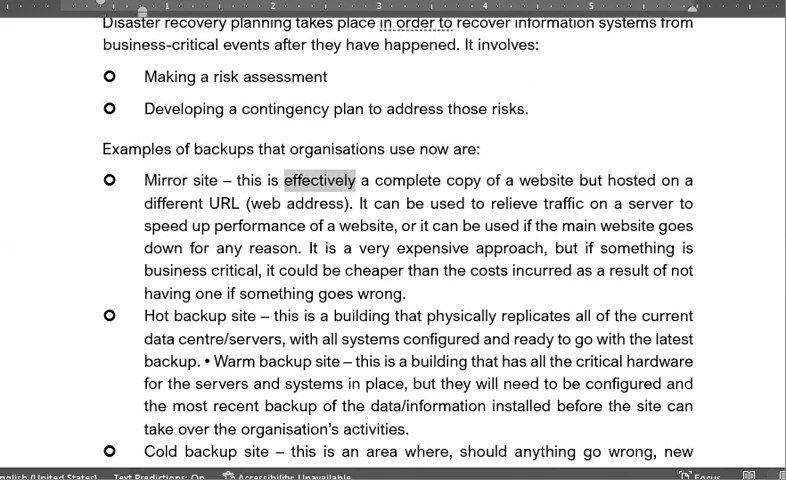 1 2 3 4 5
Disaster recovery planning takes place in order to recover information systems from
business-critical events after they have happened. It involves:
Making a risk assessment
Developing a contingency plan to address those risks.
Examples of backups that organisations use now are:
Mirror site – this is effectively a complete copy of a website but hosted on a
different URL (web address). It can be used to relieve traffic on a server to
speed up performance of a website, or it can be used if the main website goes
down for any reason. It is a very expensive approach, but if something is
business critical, it could be cheaper than the costs incurred as a result of not
having one if something goes wrong.
Hot backup site – this is a building that physically replicates all of the current
data centre/servers, with all systems configured and ready to go with the latest
backup. • Warm backup site – this is a building that has all the critical hardware
for the servers and systems in place, but they will need to be configured and
the most recent backup of the data/information installed before the site can
take over the organisation's activities.
Cold backup site – this is an area where, should anything go wrong, new
nglish (United States) Text Predictions: On Accessibility: Unavailable Focus